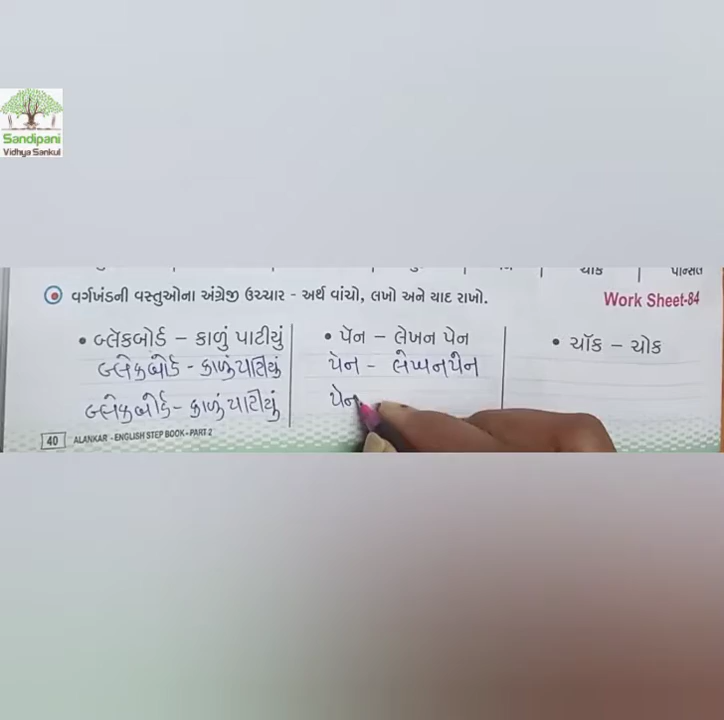 Sandipani
Vidhya Sankul
ચોક | પેન્સિલ
વર્ગખંડની વસ્તુઓના અંગ્રેજી ઉચ્ચાર - અર્થ વાંચો, લખો અને યાદ રાખો.
Work Sheet-84
• બ્લૅકબોર્ડ – કાળું પાટીયું
બ્લેકબોર્ડ - કાળું પાટીયું
બ્લેકબોર્ડ - કાળું પાટીયું
• પૅન – લેખન પેન
પેન - લેખનપેન
પેન
• ચૉક – ચોક
40 ALANKAR - ENGLISH STEP BOOK - PART 2